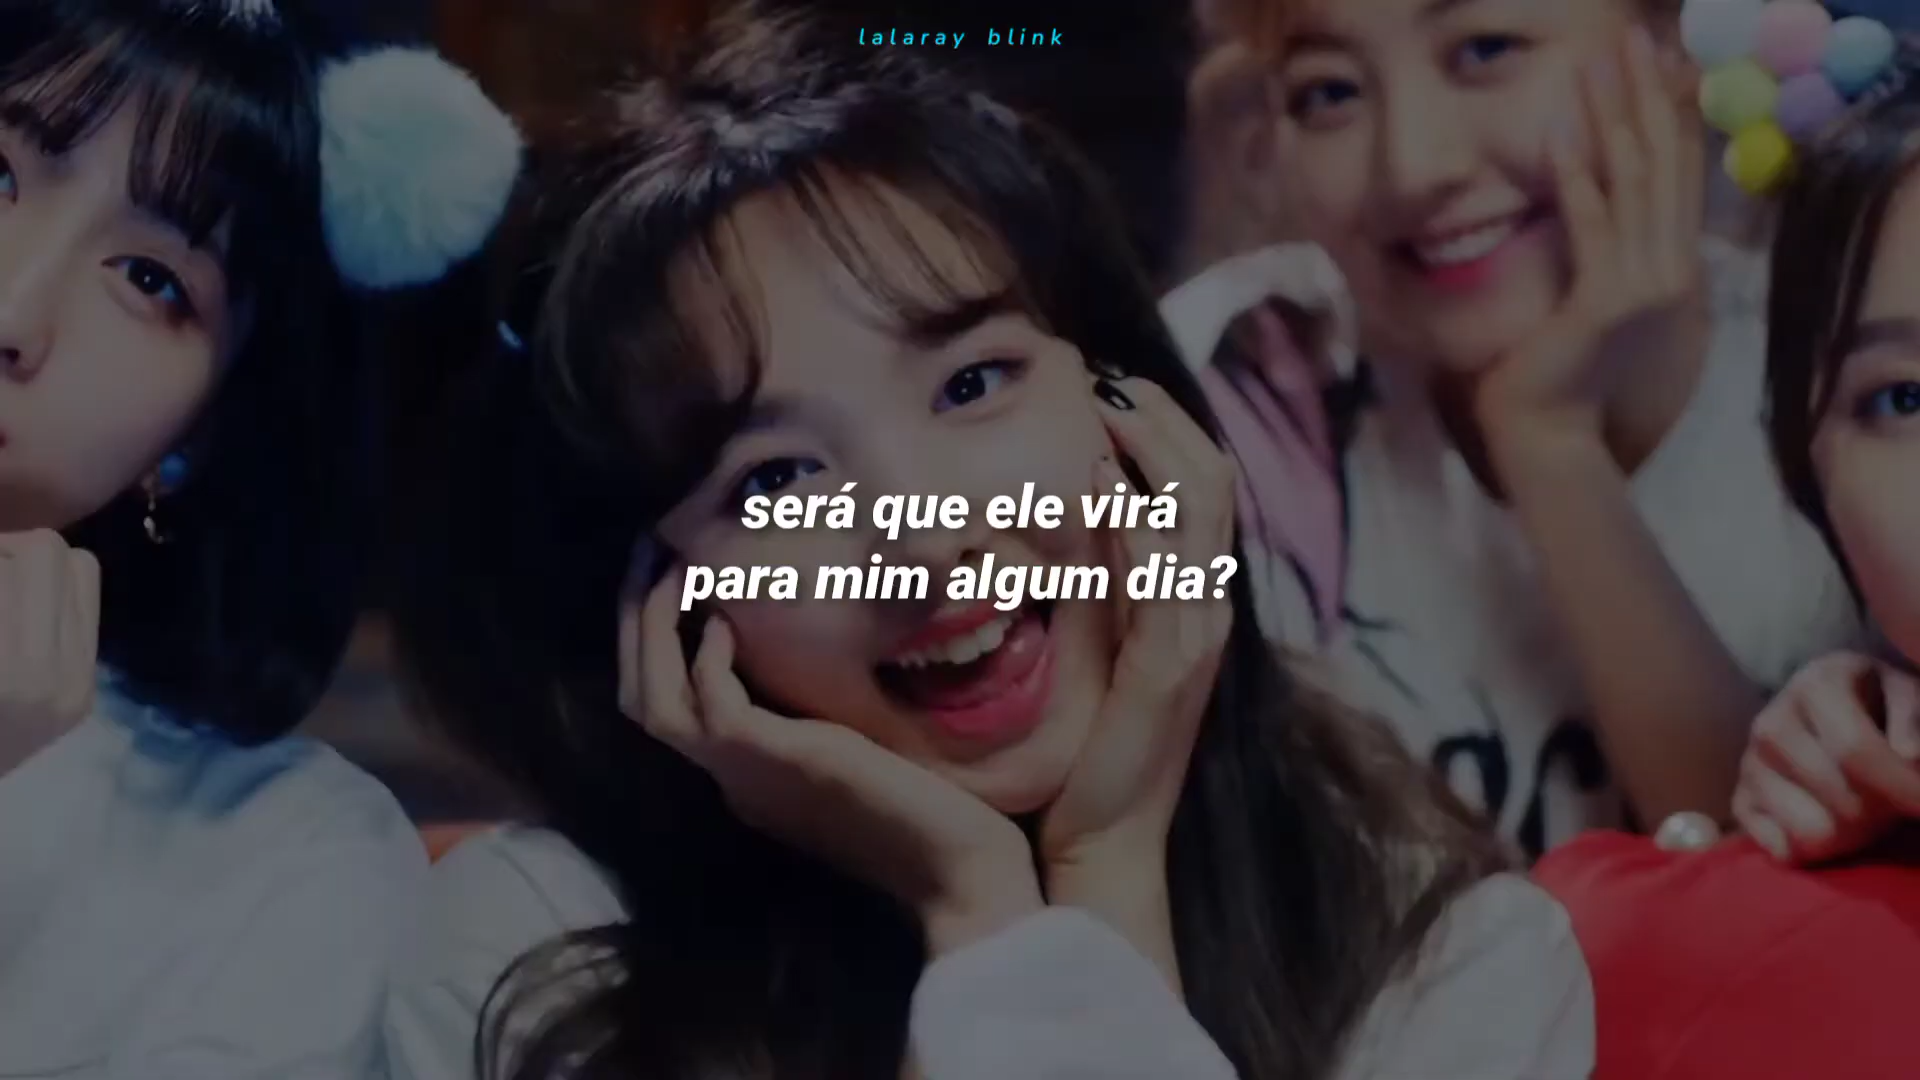 lalaray blink
será que ele virá
para mim algum dia?